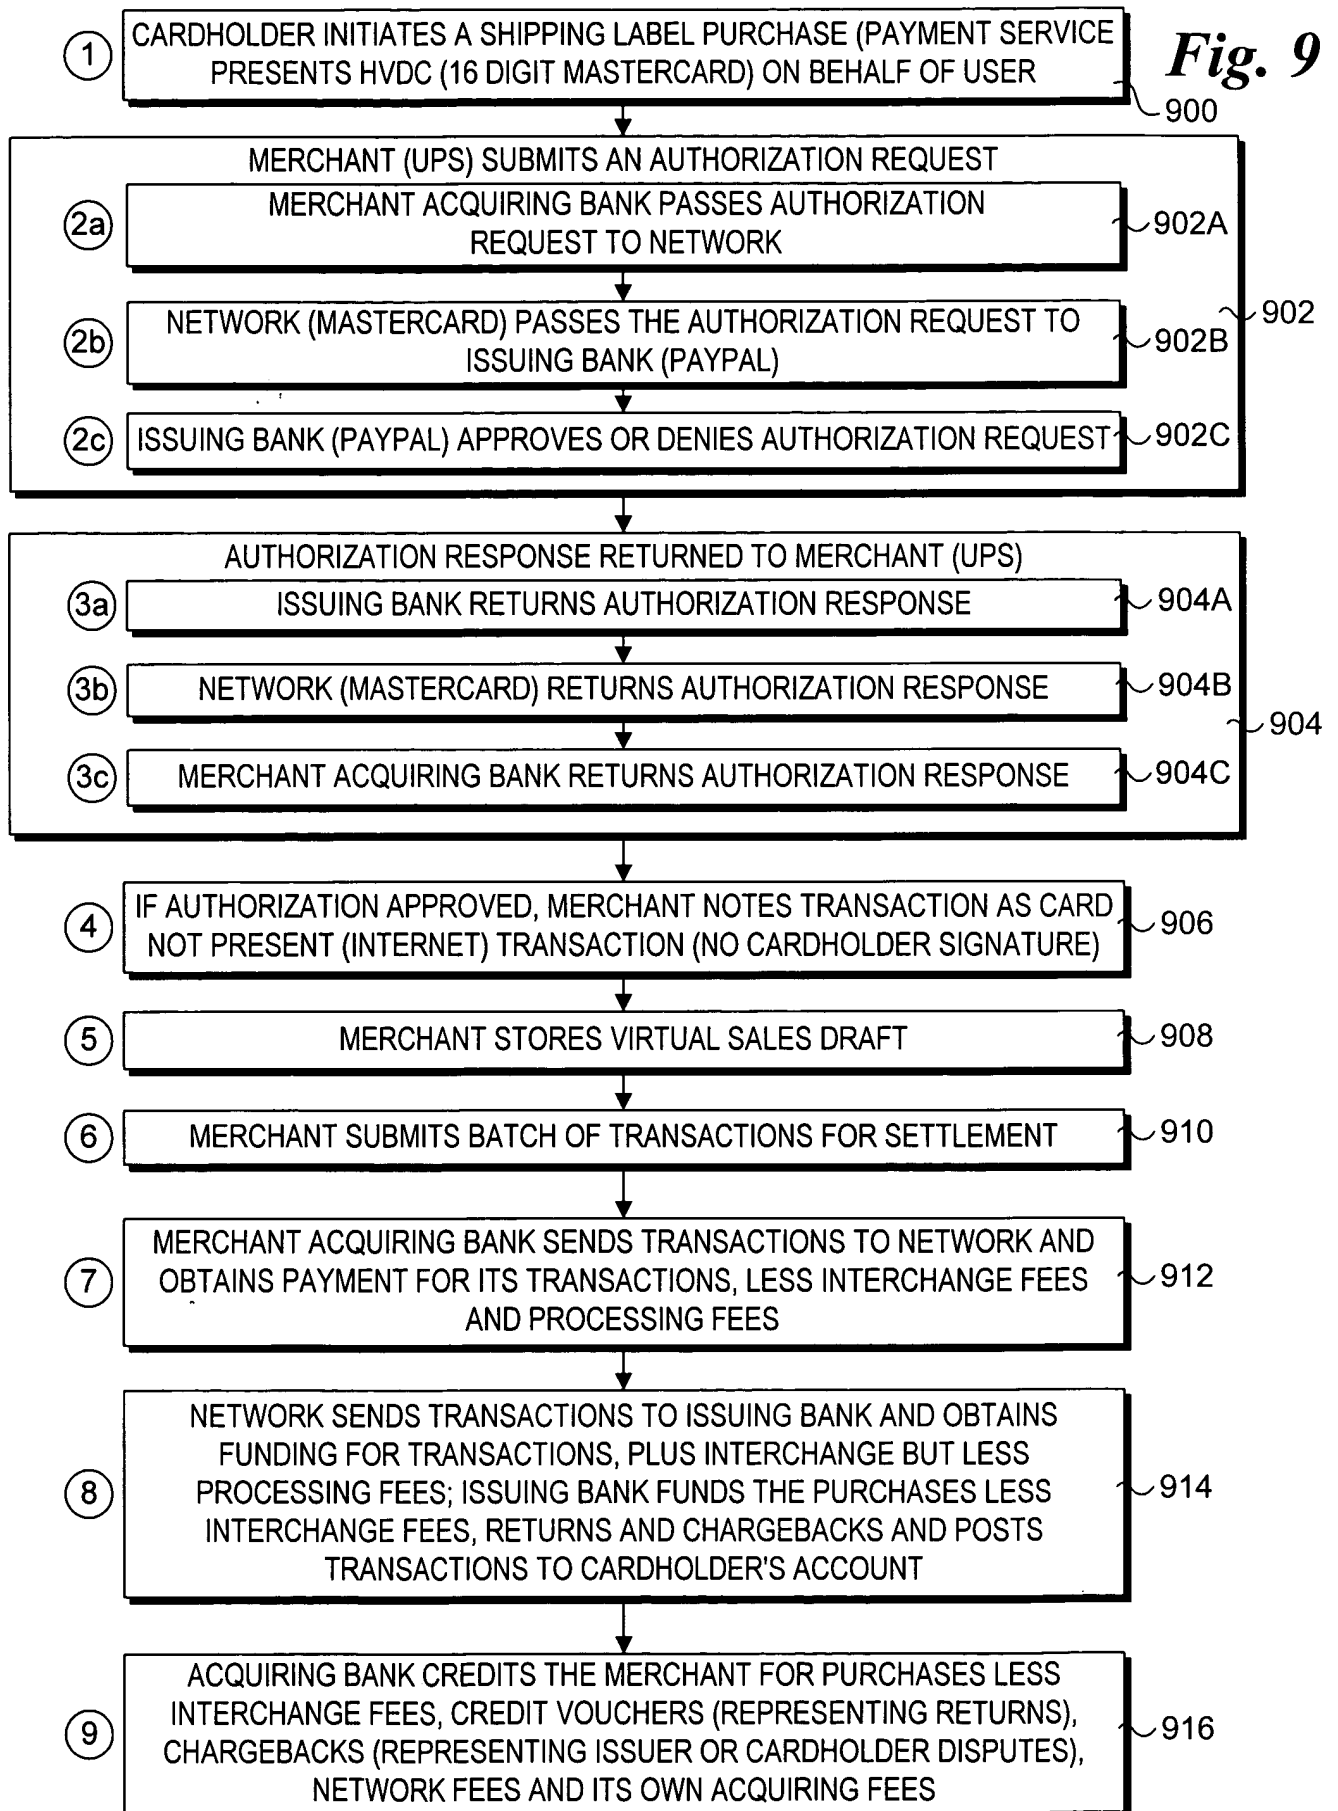 Fig. 9
1
CARDHOLDER INITIATES A SHIPPING LABEL PURCHASE (PAYMENT SERVICE
PRESENTS HVDC (16 DIGIT MASTERCARD) ON BEHALF OF USER
900
MERCHANT (UPS) SUBMITS AN AUTHORIZATION REQUEST
2a
MERCHANT ACQUIRING BANK PASSES AUTHORIZATION
REQUEST TO NETWORK
902A
2b
NETWORK (MASTERCARD) PASSES THE AUTHORIZATION REQUEST TO
ISSUING BANK (PAYPAL)
902B
902
2c
ISSUING BANK (PAYPAL) APPROVES OR DENIES AUTHORIZATION REQUEST
902C
AUTHORIZATION RESPONSE RETURNED TO MERCHANT (UPS)
3a
ISSUING BANK RETURNS AUTHORIZATION RESPONSE
904A
3b
NETWORK (MASTERCARD) RETURNS AUTHORIZATION RESPONSE
904B
904
3c
MERCHANT ACQUIRING BANK RETURNS AUTHORIZATION RESPONSE
904C
4
IF AUTHORIZATION APPROVED, MERCHANT NOTES TRANSACTION AS CARD
NOT PRESENT (INTERNET) TRANSACTION (NO CARDHOLDER SIGNATURE)
906
5
MERCHANT STORES VIRTUAL SALES DRAFT
908
6
MERCHANT SUBMITS BATCH OF TRANSACTIONS FOR SETTLEMENT
910
7
MERCHANT ACQUIRING BANK SENDS TRANSACTIONS TO NETWORK AND
OBTAINS PAYMENT FOR ITS TRANSACTIONS, LESS INTERCHANGE FEES
AND PROCESSING FEES
912
8
NETWORK SENDS TRANSACTIONS TO ISSUING BANK AND OBTAINS
FUNDING FOR TRANSACTIONS, PLUS INTERCHANGE BUT LESS
PROCESSING FEES; ISSUING BANK FUNDS THE PURCHASES LESS
INTERCHANGE FEES, RETURNS AND CHARGEBACKS AND POSTS
TRANSACTIONS TO CARDHOLDER'S ACCOUNT
914
9
ACQUIRING BANK CREDITS THE MERCHANT FOR PURCHASES LESS
INTERCHANGE FEES, CREDIT VOUCHERS (REPRESENTING RETURNS),
CHARGEBACKS (REPRESENTING ISSUER OR CARDHOLDER DISPUTES),
NETWORK FEES AND ITS OWN ACQUIRING FEES
916